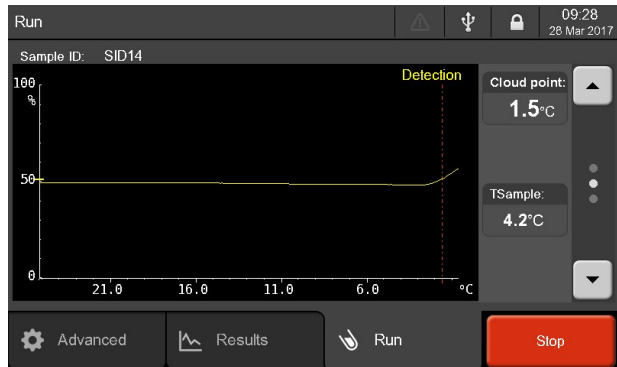 Run
09:28
28 Mar 2017
Sample ID: SID14
Detection
100
%
50
0
21.0 16.0 11.0 6.0 °C
Cloud point:
1.5°C
TSample:
4.2°C
Advanced
Results
Run
Stop